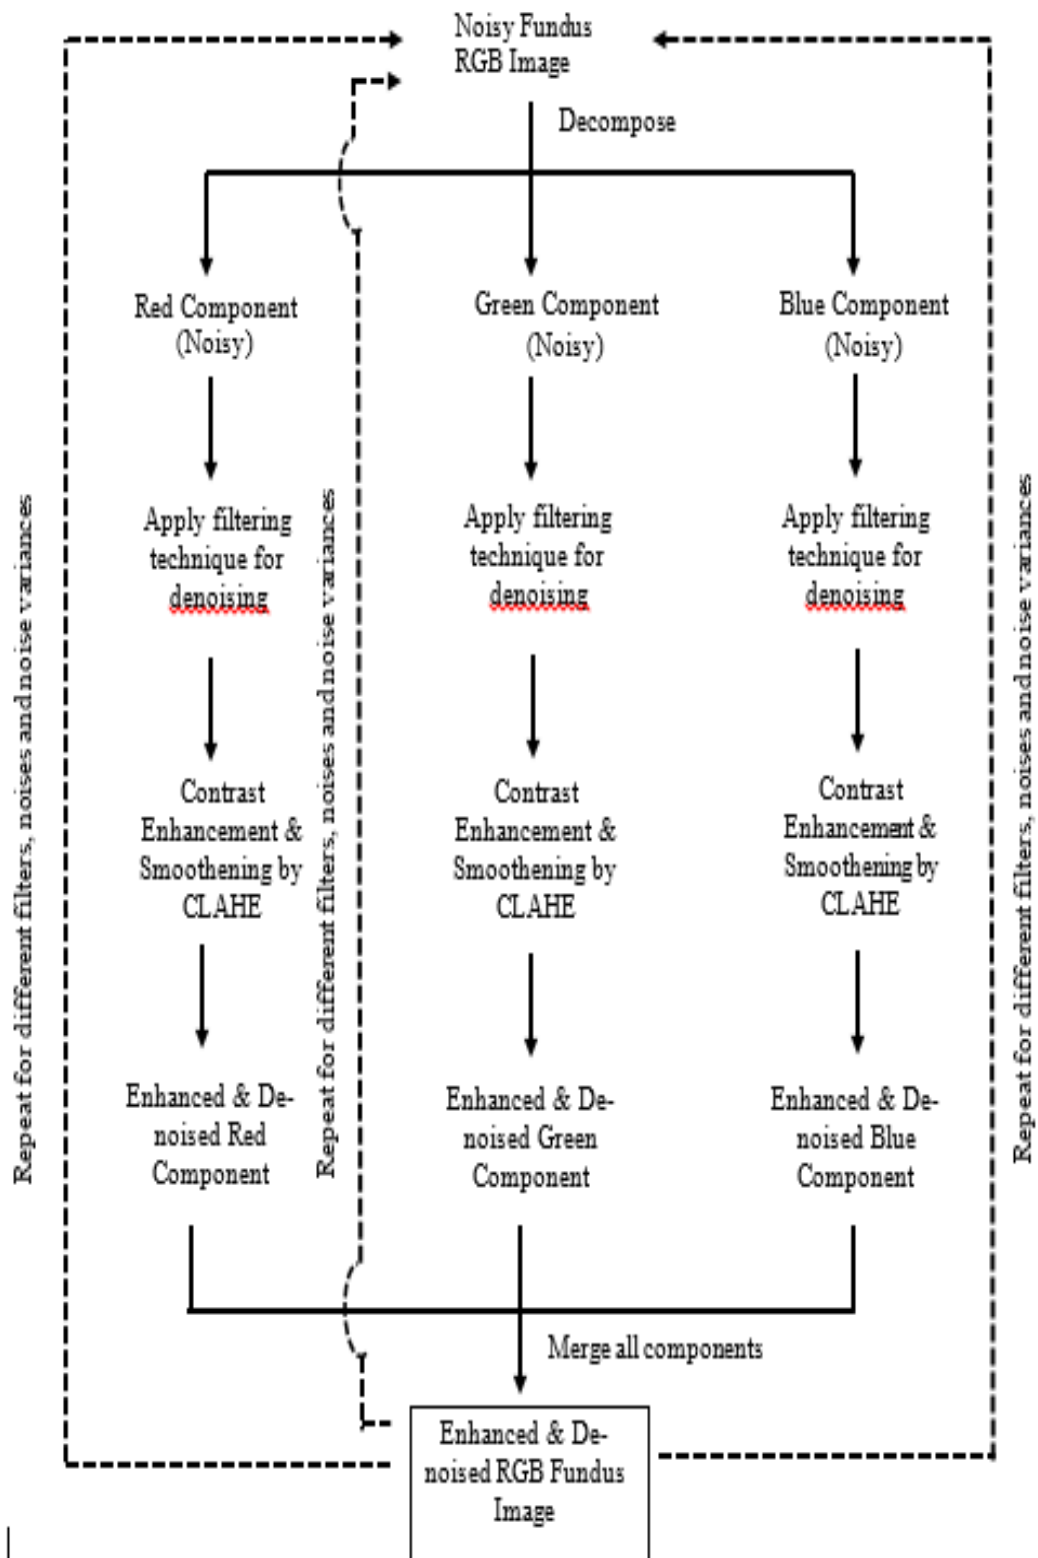 Noisy Fundus
RGB Image
Decompose
Red Component
(Noisy)
Green Component
(Noisy)
Blue Component
(Noisy)
Apply filtering
technique for
denoising
Apply filtering
technique for
denoising
Apply filtering
technique for
denoising
Contrast
Enhancement &
Smoothening by
CLAHE
Contrast
Enhancement &
Smoothening by
CLAHE
Contrast
Enhancement &
Smoothening by
CLAHE
Enhanced & De-
noised Red
Component
Enhanced & De-
noised Green
Component
Enhanced & De-
noised Blue
Component
Merge all components
Enhanced & De-
noised RGB Fundus
Image
Repeat for different filters, noises and noise variances
Repeat for different filters, noises and noise variances
Repeat for different filters, noises and noise variances